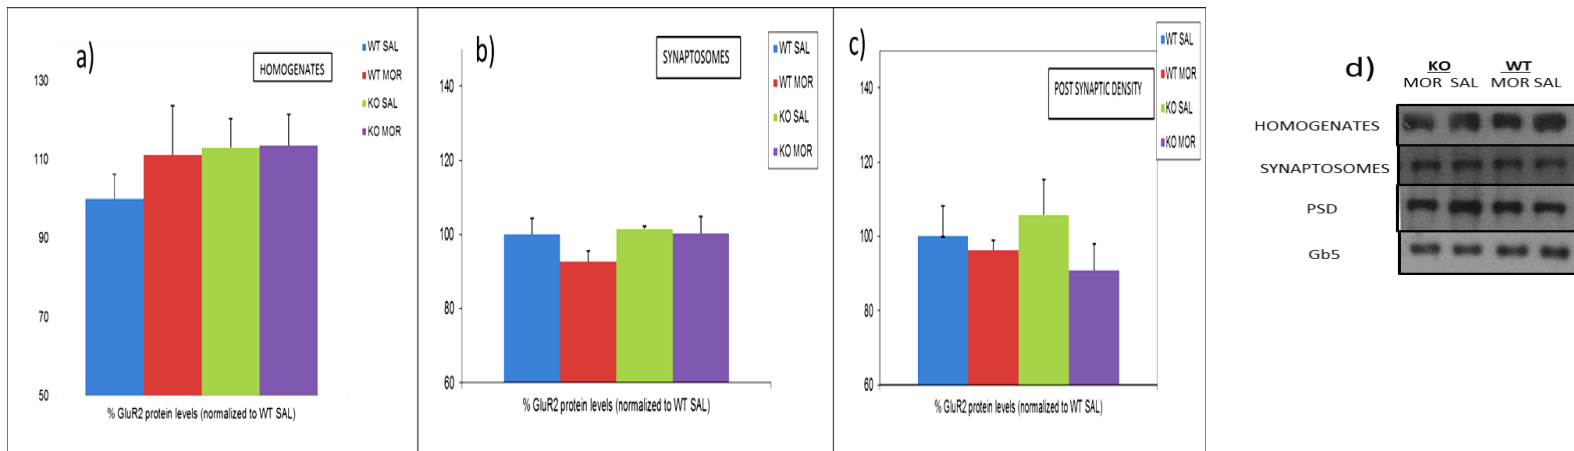 a)
HOMOGENATES
WT SAL
WT MOR
KO SAL
KO MOR
130
110
90
70
50
% GluR2 protein levels (normalized to WT SAL)
b)
SYNAPTOSOMES
WT SAL
WT MOR
KO SAL
KO MOR
140
120
100
80
60
% GluR2 protein levels (normalized to WT SAL)
c)
POST SYNAPTIC DENSITY
WT SAL
WT MOR
KO SAL
KO MOR
140
120
100
80
60
% GluR2 protein levels (normalized to WT SAL)
d)
KO WT
MOR SAL MOR SAL
HOMOGENATES
SYNAPTOSOMES
PSD
Gb5